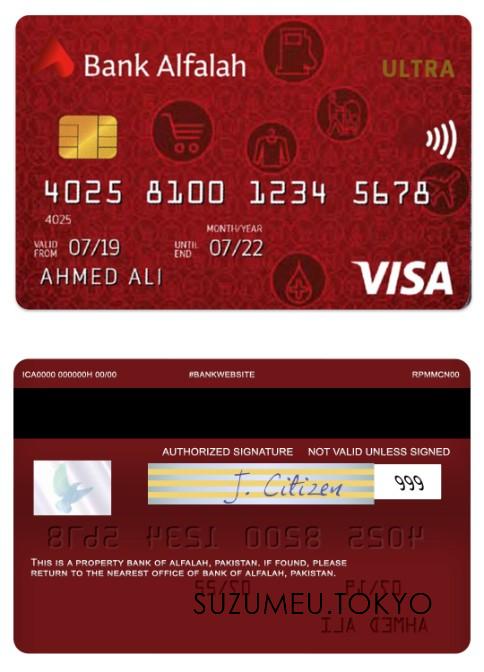 Bank Alfalah
ULTRA
4025 8100 1234 5678
4025
MONTH/YEAR
VALID FROM 07/19 UNTIL END 07/22
AHMED ALI
VISA
ICA0000 000000H 00/00 #BANKWEBSITE RPMMCN00
AUTHORIZED SIGNATURE NOT VALID UNLESS SIGNED
J. Citizen 999
THIS IS A PROPERTY BANK OF ALFALAH, PAKISTAN. IF FOUND, PLEASE
RETURN TO THE NEAREST OFFICE OF BANK OF ALFALAH, PAKISTAN.
SUZUMEU.TOKYO
AHMED ALI